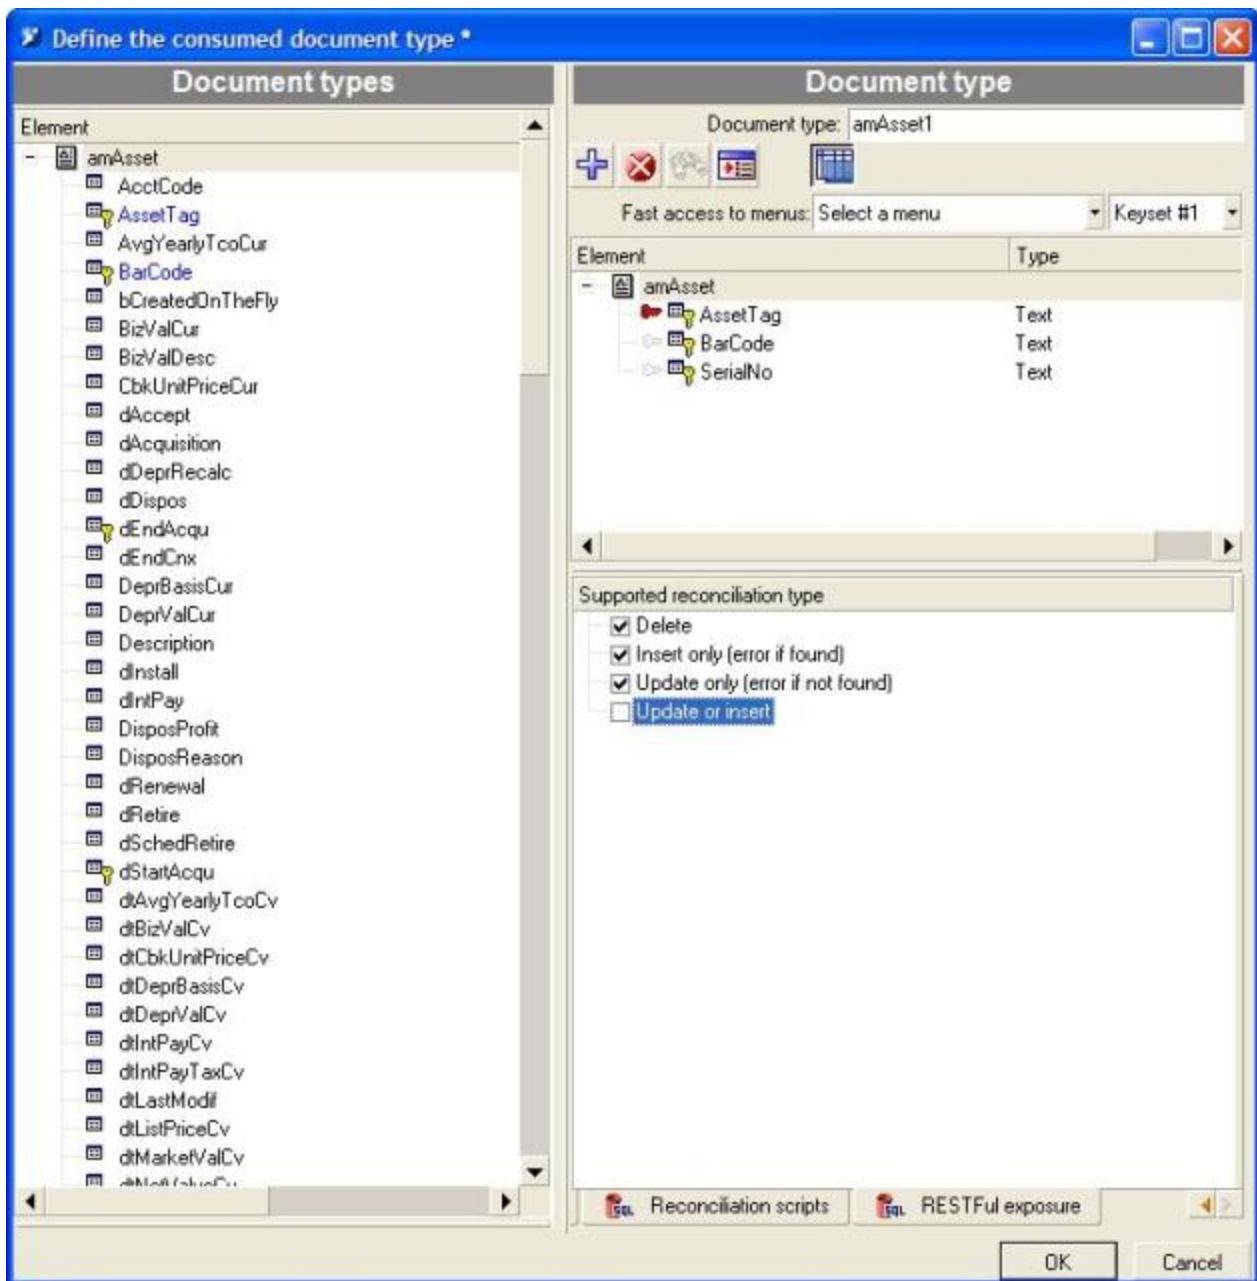 Define the consumed document type *
Document types
Element
amAsset
AcctCode
AssetTag
AvgYearlyTcoCur
BarCode
bCreatedOnTheFly
BizValCur
BizValDesc
CbkUnitPriceCur
dAccept
dAcquisition
dDeprRecalc
dDispos
dEndAcqu
dEndCnx
DeprBasisCur
DeprValCur
Description
dInstall
dIntPay
DisposProfit
DisposReason
dRenewal
dRetire
dSchedRetire
dStartAcqu
dtAvgYearlyTcoCv
dtBizValCv
dtCbkUnitPriceCv
dtDeprBasisCv
dtDeprValCv
dtIntPayCv
dtIntPayTaxCv
dtLastModif
dtListPriceCv
dtMarketValCv
Document type
Document type: amAsset1
Fast access to menus: Select a menu Keyset #1
Element Type
amAsset
AssetTag Text
BarCode Text
SerialNo Text
Supported reconciliation type
Delete
Insert only (error if found)
Update only (error if not found)
Update or insert
SQL Reconciliation scripts SQL RESTFul exposure
OK Cancel